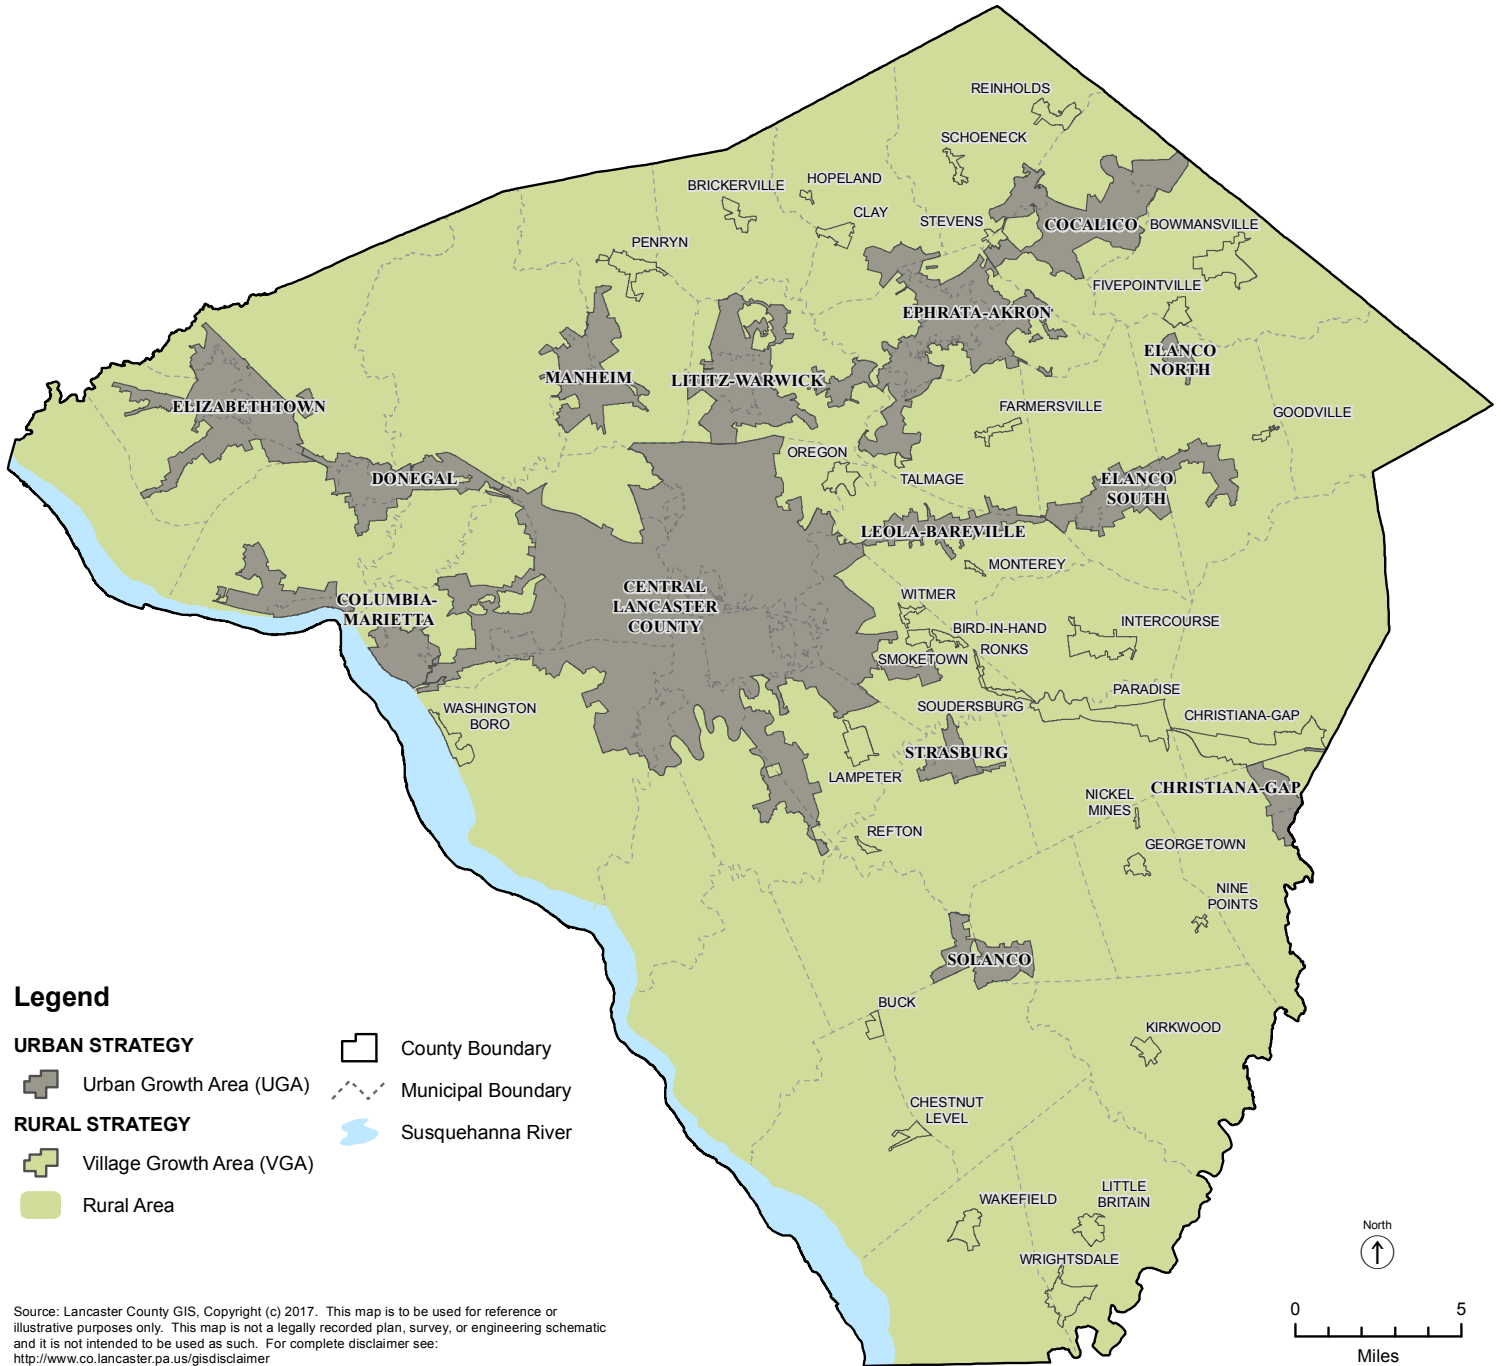 REINHOLDS
SCHOENECK
BRICKERVILLE
HOPELAND
CLAY
STEVENS
COCALICO
BOWMANSVILLE
PENRYN
FIVEPOINTVILLE
EPHRATA-AKRON
ELANCO
NORTH
MANHEIM
LITITZ-WARWICK
ELIZABETHTOWN
FARMERSVILLE
GOODVILLE
OREGON
DONEGAL
TALMAGE
ELANCO
SOUTH
LEOLA-BAREVILLE
MONTEREY
CENTRAL
LANCASTER
COUNTY
COLUMBIA-
MARIETTA
WITMER
BIRD-IN-HAND
INTERCOURSE
RONKS
SMOKETOWN
PARADISE
WASHINGTON
BORO
SOUDERSBURG
CHRISTIANA-GAP
STRASBURG
LAMPETER
CHRISTIANA-GAP
NICKEL
MINES
REFTON
GEORGETOWN
NINE
POINTS
SOLANCO
BUCK
KIRKWOOD
CHESTNUT
LEVEL
WAKEFIELD
LITTLE
BRITAIN
WRIGHTSDALE
Legend
URBAN STRATEGY
Urban Growth Area (UGA)
RURAL STRATEGY
Village Growth Area (VGA)
Rural Area
County Boundary
Municipal Boundary
Susquehanna River
North
0 5
Miles
Source: Lancaster County GIS, Copyright (c) 2017. This map is to be used for reference or
illustrative purposes only. This map is not a legally recorded plan, survey, or engineering schematic
and it is not intended to be used as such. For complete disclaimer see:
http://www.co.lancaster.pa.us/gisdisclaimer